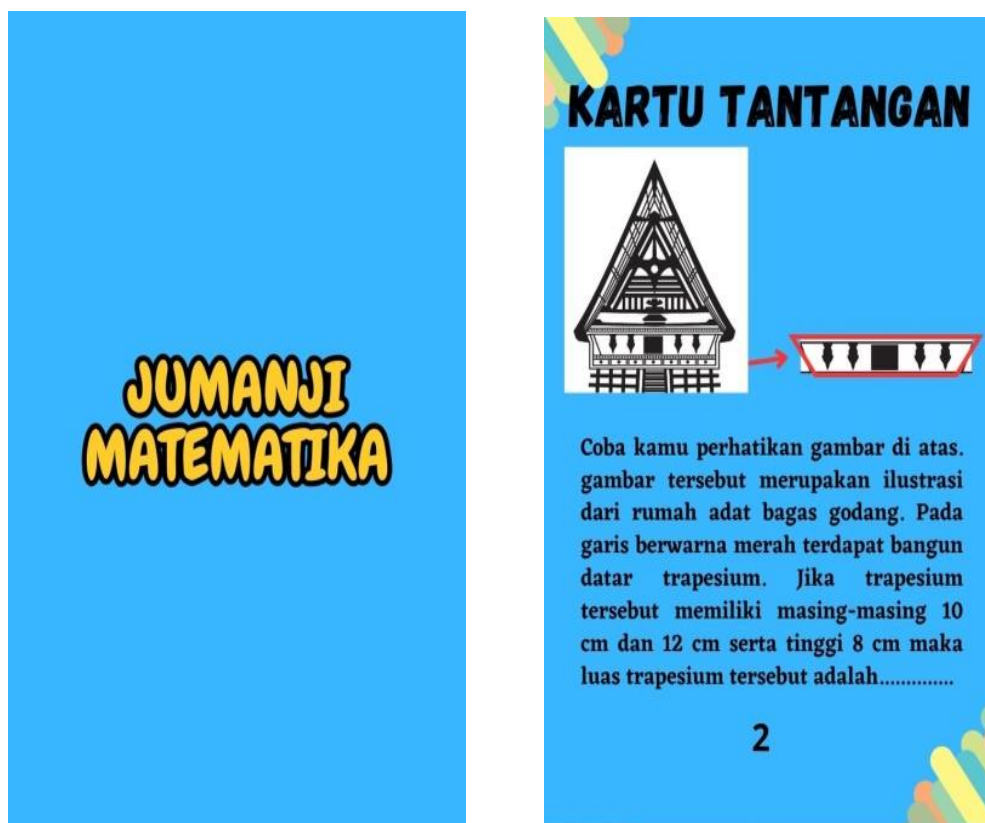 JUMANJI
MATEMATIKA
KARTU TANTANGAN
Coba kamu perhatikan gambar di atas.
gambar tersebut merupakan ilustrasi
dari rumah adat bagas godang. Pada
garis berwarna merah terdapat bangun
datar trapesium. Jika trapesium
tersebut memiliki masing-masing 10
cm dan 12 cm serta tinggi 8 cm maka
luas trapesium tersebut adalah..............
2